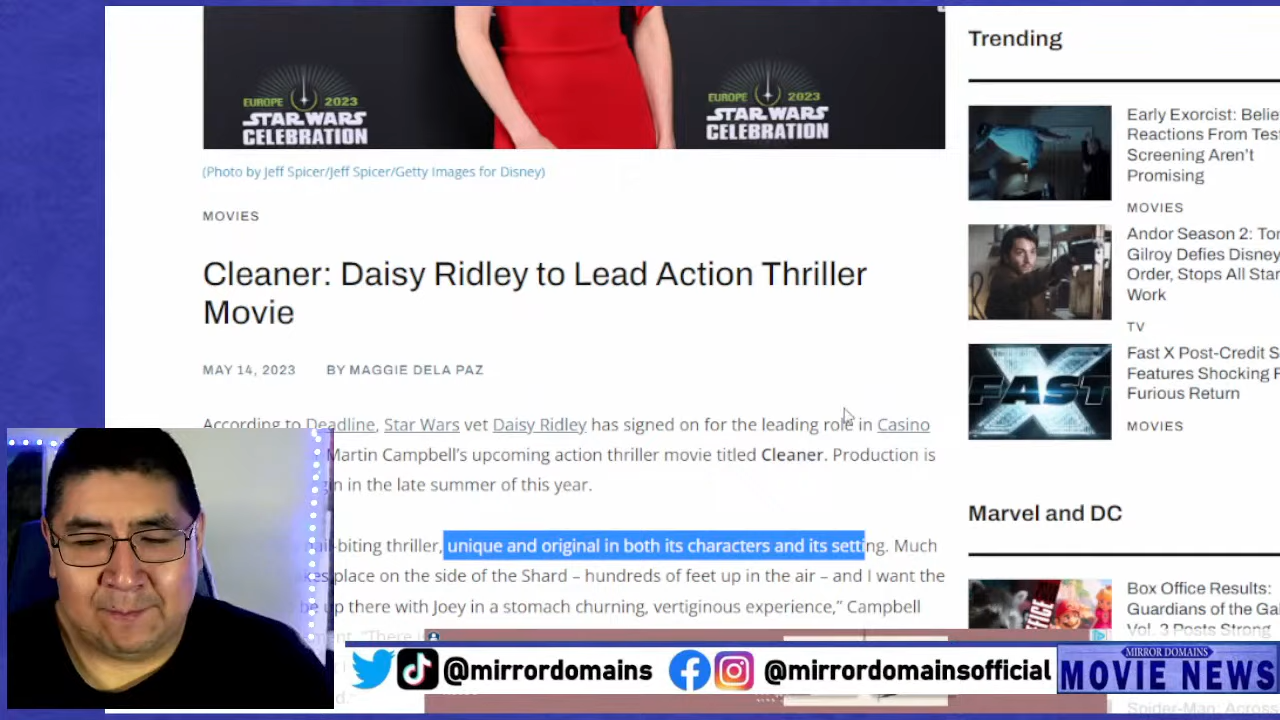 EUROPE 2023
STAR WARS
CELEBRATION
EUROPE 2023
STAR WARS
CELEBRATION
(Photo by Jeff Spicer/Jeff Spicer/Getty Images for Disney)
MOVIES
Cleaner: Daisy Ridley to Lead Action Thriller
Movie
MAY 14, 2023 BY MAGGIE DELA PAZ
According to Deadline, Star Wars vet Daisy Ridley has signed on for the leading role in Casino
Martin Campbell's upcoming action thriller movie titled Cleaner. Production is
in the late summer of this year.
-biting thriller, unique and original in both its characters and its setting. Much
place on the side of the Shard – hundreds of feet up in the air – and I want the
be up there with Joey in a stomach churning, vertiginous experience," Campbell
"There
Trending
Early Exorcist: Belie
Reactions From Tes
Screening Aren't
Promising
MOVIES
Andor Season 2: To
Gilroy Defies Disney
Order, Stops All Sta
Work
TV
FAST
Fast X Post-Credit S
Features Shocking F
Furious Return
MOVIES
Marvel and DC
Box Office Results:
Guardians of the Ga
Vol. 3 Posts Strong
Spider-Man: Across
@mirrordomains @mirrordomainsofficial
MIRROR DOMAINS
MOVIE NEWS